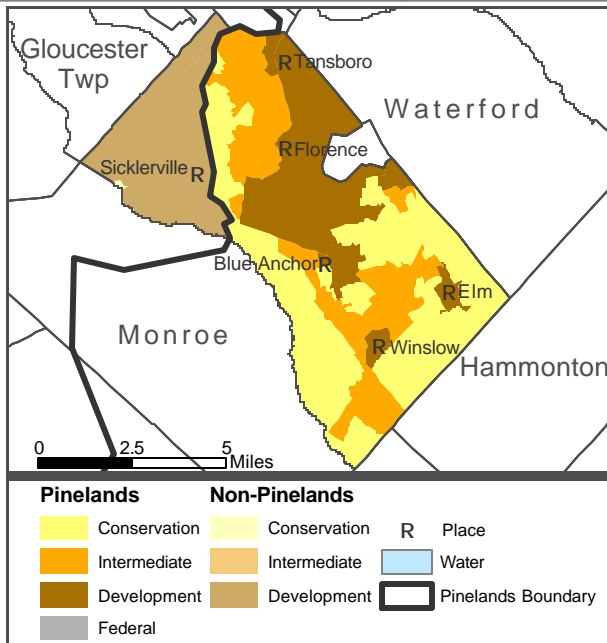 Gloucester
Twp
R Tansboro
Waterford
R Florence
Sicklerville R
Blue Anchor R
R Elm
Monroe
R Winslow
Hammonton
0 2.5 5
Miles
Pinelands Non-Pinelands
Conservation Conservation R Place
Intermediate Intermediate Water
Development Development Pinelands Boundary
Federal